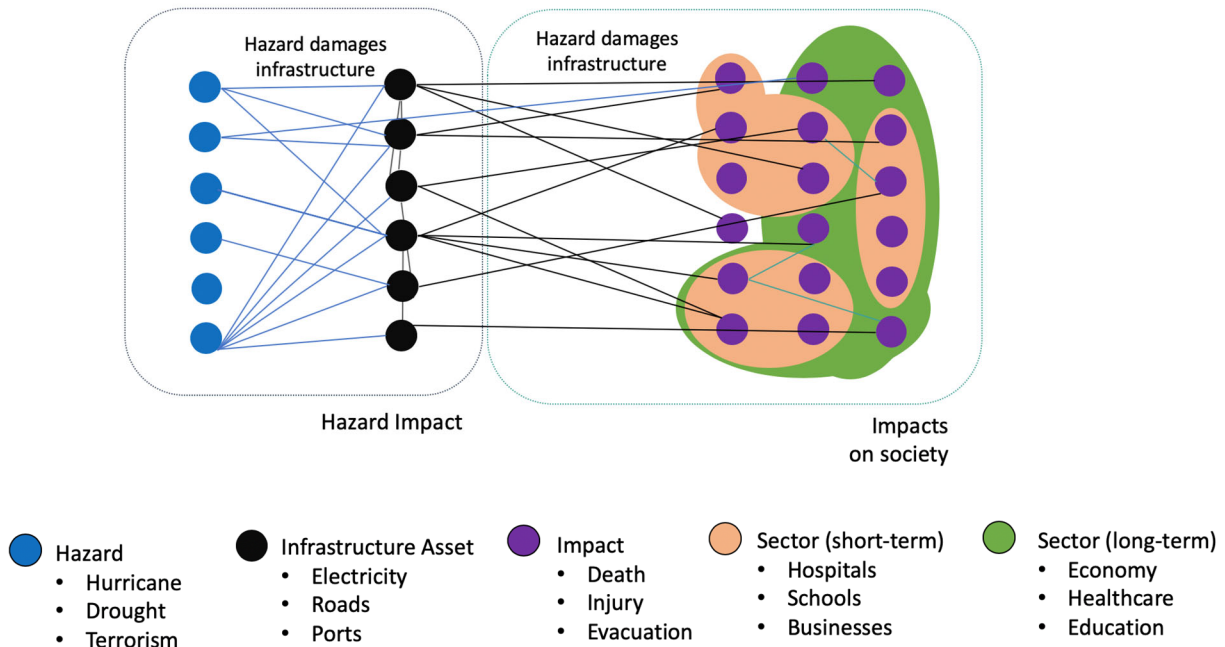 Hazard damages
infrastructure
Hazard damages
infrastructure
Hazard Impact
Impacts
on society
Hazard
• Hurricane
• Drought
• Terrorism
Infrastructure Asset
• Electricity
• Roads
• Ports
Impact
• Death
• Injury
• Evacuation
Sector (short-term)
• Hospitals
• Schools
• Businesses
Sector (long-term)
• Economy
• Healthcare
• Education